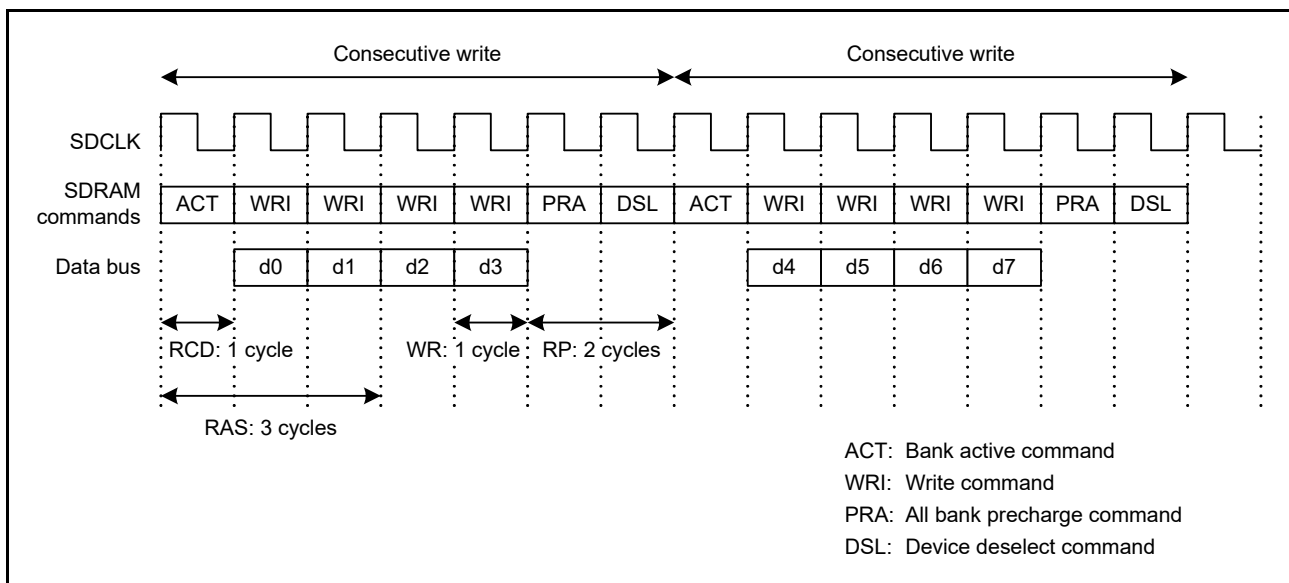 Consecutive write Consecutive write
SDCLK
SDRAM
commands
ACT WRI WRI WRI WRI PRA DSL ACT WRI WRI WRI WRI PRA DSL
Data bus d0 d1 d2 d3 d4 d5 d6 d7
RCD: 1 cycle WR: 1 cycle RP: 2 cycles
RAS: 3 cycles
ACT: Bank active command
WRI: Write command
PRA: All bank precharge command
DSL: Device deselect command